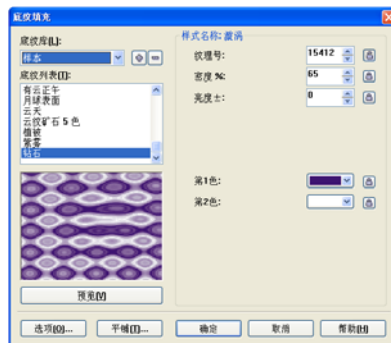 底纹填充
底纹库[L]:
样本
底纹列表[T]:
有云正午
月球表面
云天
云纹矿石 5 色
植被
紫雾
钻石
预览[V]
样式名称: 漩涡
纹理号: 15412
密度 %: 65
亮度 ±: 0
第1色:
第2色:
选项[O]... 平铺[T]... 确定 取消 帮助[H]